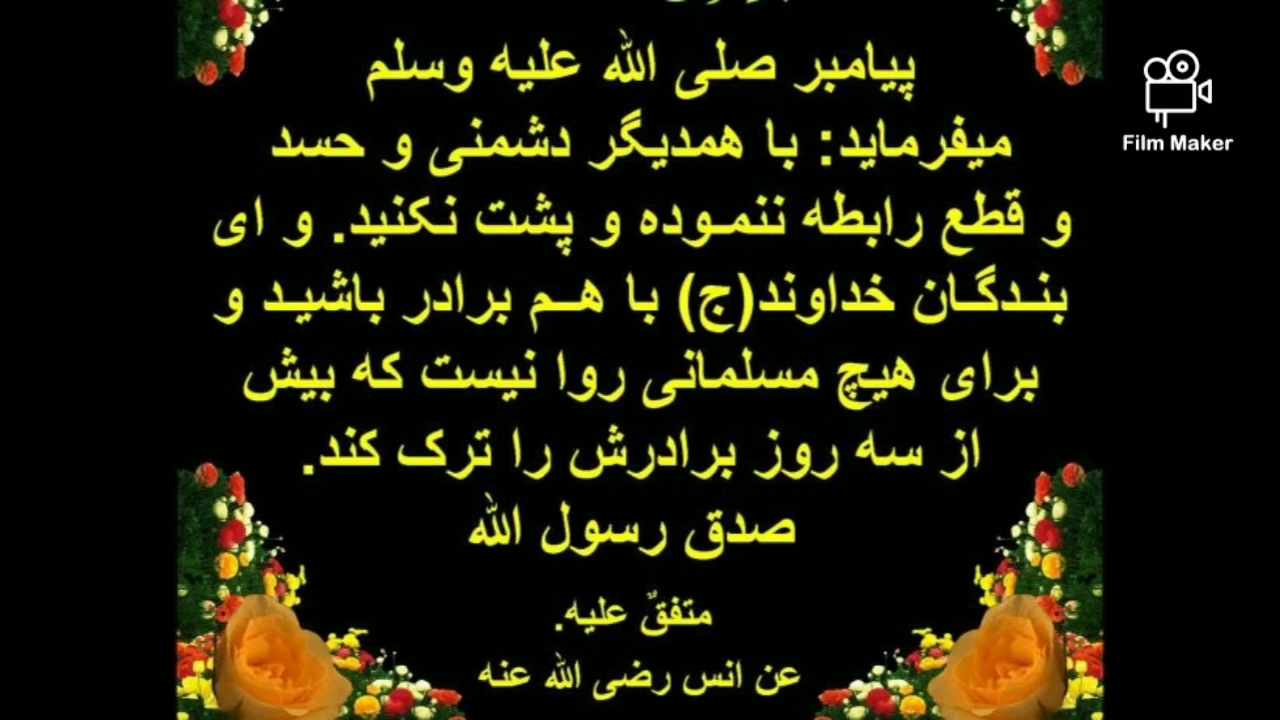 پیامبر صلی الله علیه وسلم
میفرماید: با همدیگر دشمنی و حسد
و قطع رابطه ننموده و پشت نکنید. و ای
بندگان خداوند(ج) با هم برادر باشید و
برای هیچ مسلمانی روا نیست که بیش
از سه روز برادرش را ترک کند.
صدق رسول الله
متفقٌ علیه.
عن انس رضی الله عنه
Film Maker